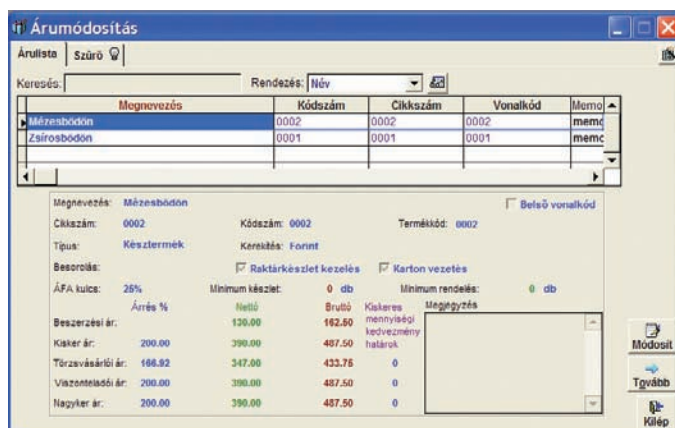 Árumódosítás
Árulista Szűrő
Keresés: Rendezés: Név
Megnevezés Kódszám Cikkszám Vonalkód Memo
Mézesbödön 0002 0002 0002 memo
Zsírosbödön 0001 0001 0001 memo
Megnevezés: Mézesbödön Belső vonalkód
Cikkszám: 0002 Kódszám: 0002 Termékkód: 0002
Típus: Késztermék Kerekítés: Forint
Besorolás: Raktárkészlet kezelés Karton vezetés
ÁFA kulcs: 25% Minimum készlet: 0 db Minimum rendelés: 0 db
Árrés % Nettó Bruttó Kiskeres mennyiségi kedvezmény határok Megjegyzés
Beszerzési ár: 130.00 162.50
Kisker ár: 200.00 390.00 487.50
Törzsvásárlói ár: 166.92 347.00 433.75 0
Viszonteladói ár: 200.00 390.00 487.50 0
Nagyker ár: 200.00 390.00 487.50 0
Módosít
Tovább
Kilép